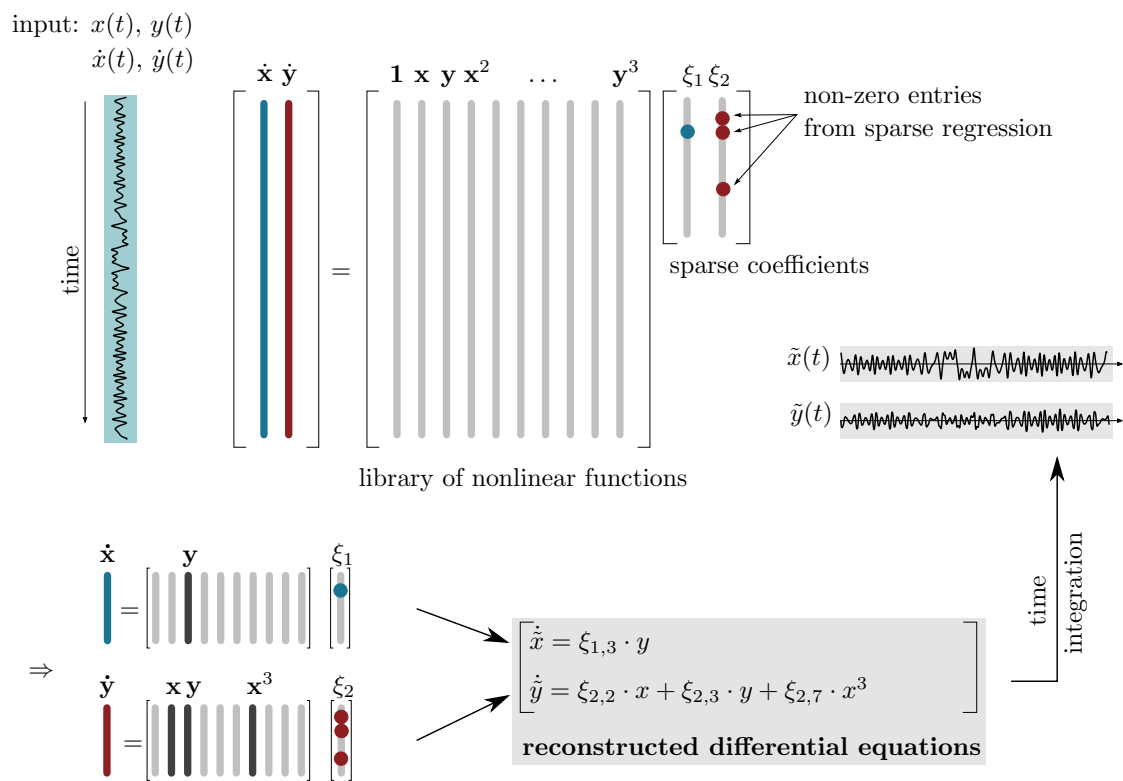 input: x(t), y(t)
ẋ(t), ẏ(t)
time
ẋ ẏ
=
1 x y x² ... y³
ξ₁ ξ₂
non-zero entries
from sparse regression
sparse coefficients
library of nonlinear functions
x̃(t)
ỹ(t)
⇒
ẋ = y ξ₁
ẏ = x y x³ ξ₂
x̃̇ = ξ₁,₃ · y
ỹ̇ = ξ₂,₂ · x + ξ₂,₃ · y + ξ₂,₇ · x³
reconstructed differential equations
time
integration